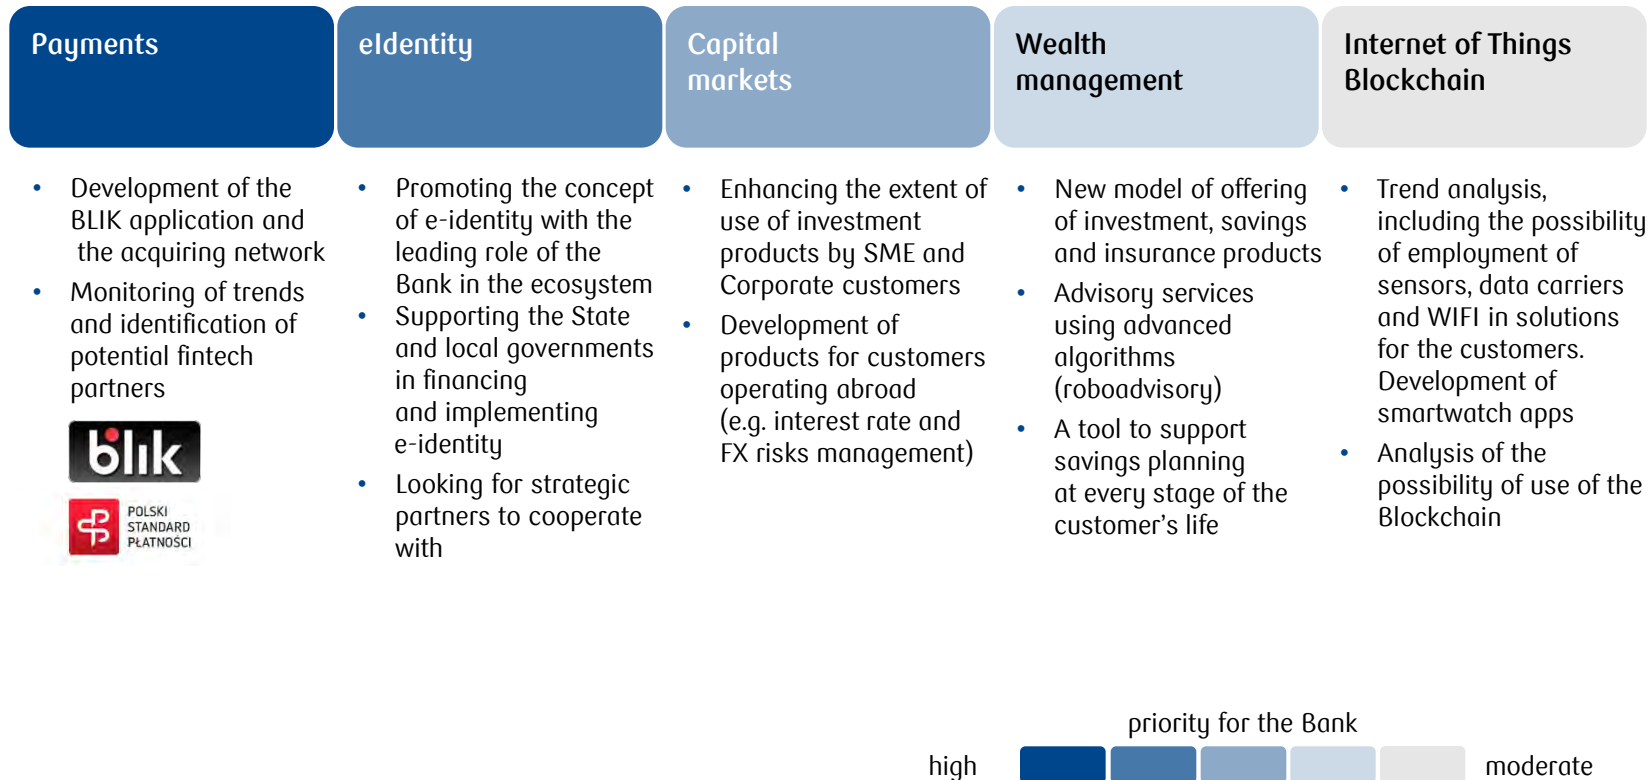 Payments
Development of the
BLIK application and
the acquiring network
Monitoring of trends
and identification of
potential fintech
partners
blik
POLSKI
STANDARD
PŁATNOŚCI
eIdentity
Promoting the concept
of e-identity with the
leading role of the
Bank in the ecosystem
Supporting the State
and local governments
in financing
and implementing
e-identity
Looking for strategic
partners to cooperate
with
Capital
markets
Enhancing the extent of
use of investment
products by SME and
Corporate customers
Development of
products for customers
operating abroad
(e.g. interest rate and
FX risks management)
Wealth
management
New model of offering
of investment, savings
and insurance products
Advisory services
using advanced
algorithms
(roboadvisory)
A tool to support
savings planning
at every stage of the
customer's life
Internet of Things
Blockchain
Trend analysis,
including the possibility
of employment of
sensors, data carriers
and WIFI in solutions
for the customers.
Development of
smartwatch apps
Analysis of the
possibility of use of the
Blockchain
priority for the Bank
high
moderate